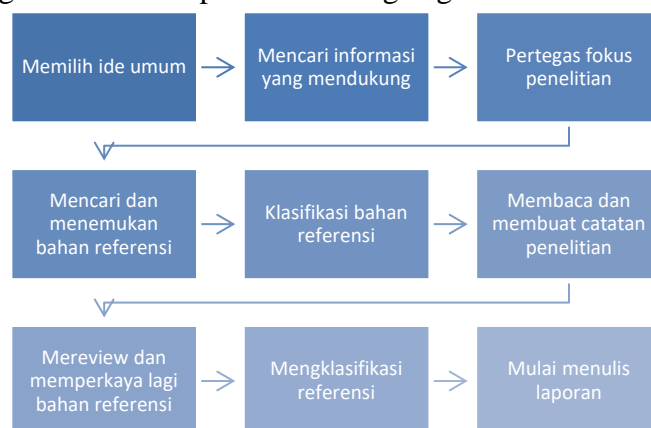 Memilih ide umum
Mencari informasi
yang mendukung
Pertegas fokus
penelitian
Mencari dan
menemukan
bahan referensi
Klasifikasi bahan
referensi
Membaca dan
membuat catatan
penelitian
Mereview dan
memperkaya lagi
bahan referensi
Mengklasifikasi
referensi
Mulai menulis
laporan